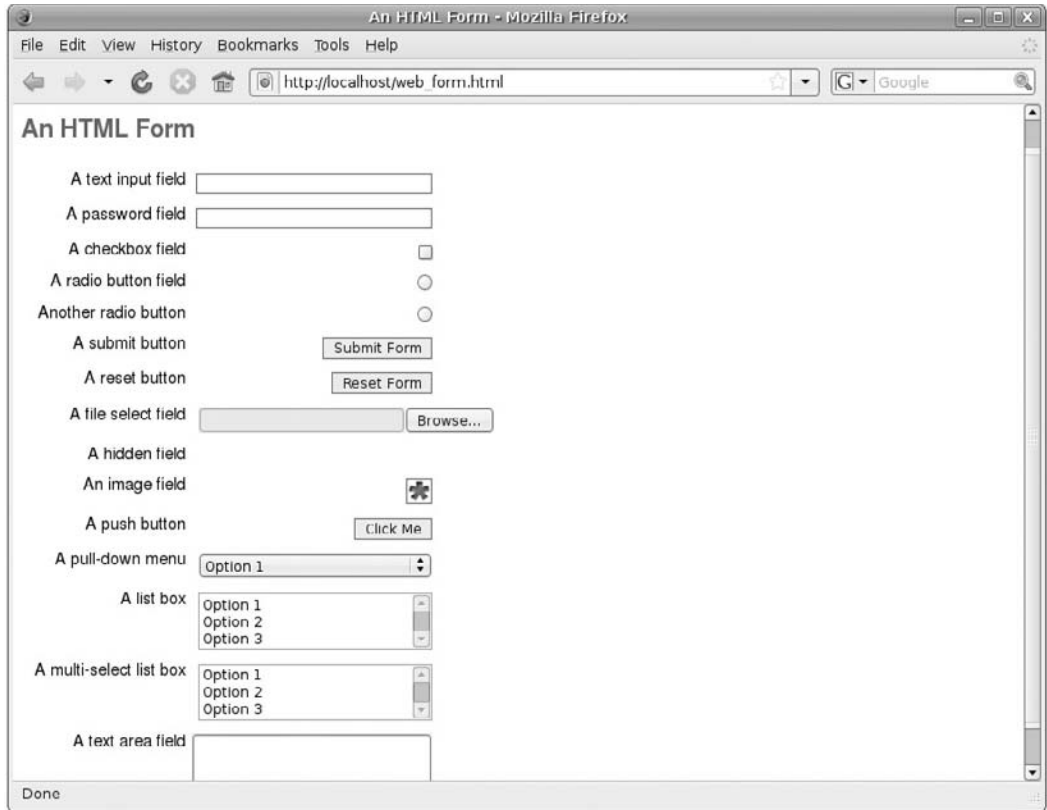 An HTML Form - Mozilla Firefox
File Edit View History Bookmarks Tools Help
http://localhost/web_form.html
G Google
An HTML Form
A text input field
A password field
A checkbox field
A radio button field
Another radio button
A submit button Submit Form
A reset button Reset Form
A file select field Browse...
A hidden field
An image field
A push button Click Me
A pull-down menu Option 1
A list box Option 1
Option 2
Option 3
A multi-select list box Option 1
Option 2
Option 3
A text area field
Done